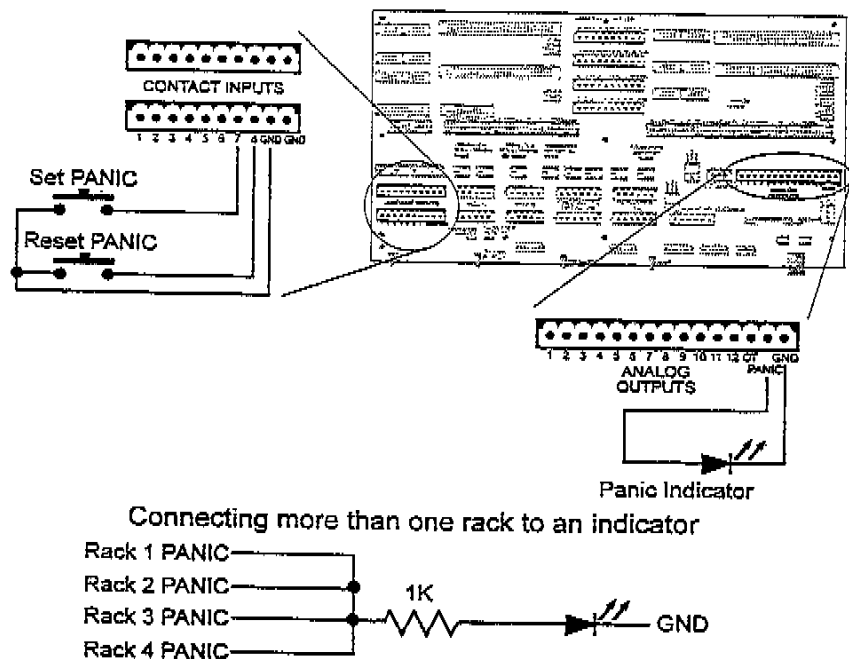 CONTACT INPUTS
1 2 3 4 5 6 7 8 GND GND
Set PANIC
Reset PANIC
1 2 3 4 5 6 7 8 9 10 11 12 OT GND
PANIC
ANALOG
OUTPUTS
Panic Indicator
Connecting more than one rack to an indicator
Rack 1 PANIC
Rack 2 PANIC
1K
Rack 3 PANIC
GND
Rack 4 PANIC